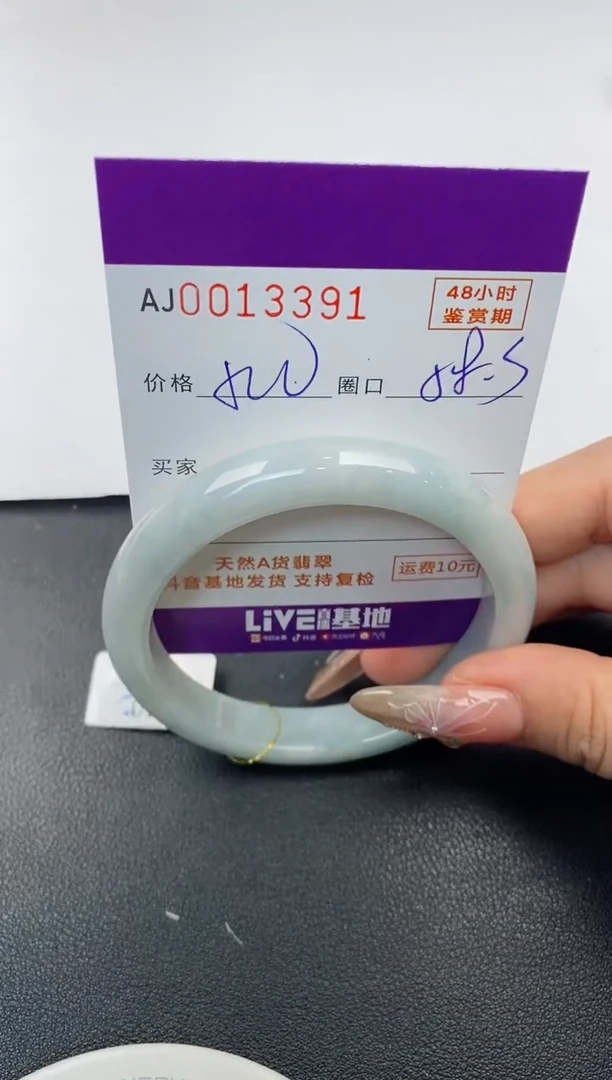 AJ0013391
48小时
鉴赏期
价格 圈口
买家
天然A货翡翠
抖音基地发货 支持复检
运费10元
LiVE直播基地